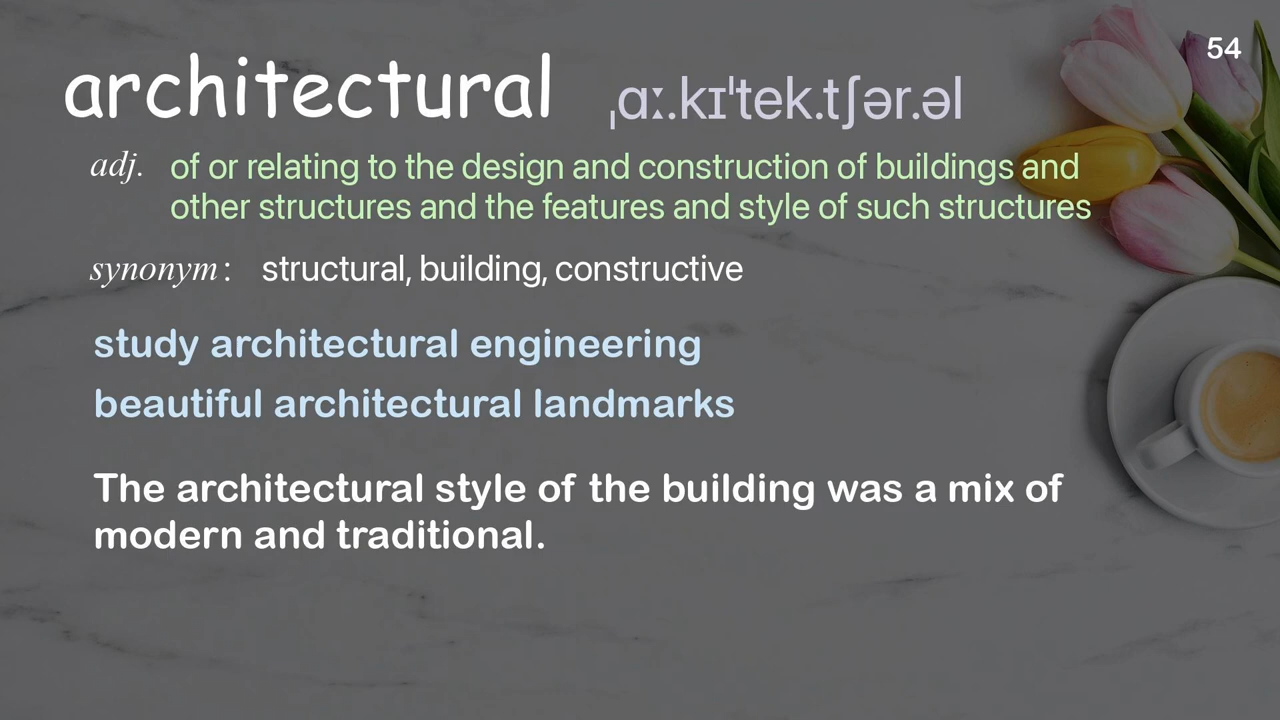 54
architectural ˌɑː.kɪˈtek.tʃər.əl
adj. of or relating to the design and construction of buildings and
other structures and the features and style of such structures
synonym : structural, building, constructive
study architectural engineering
beautiful architectural landmarks
The architectural style of the building was a mix of
modern and traditional.